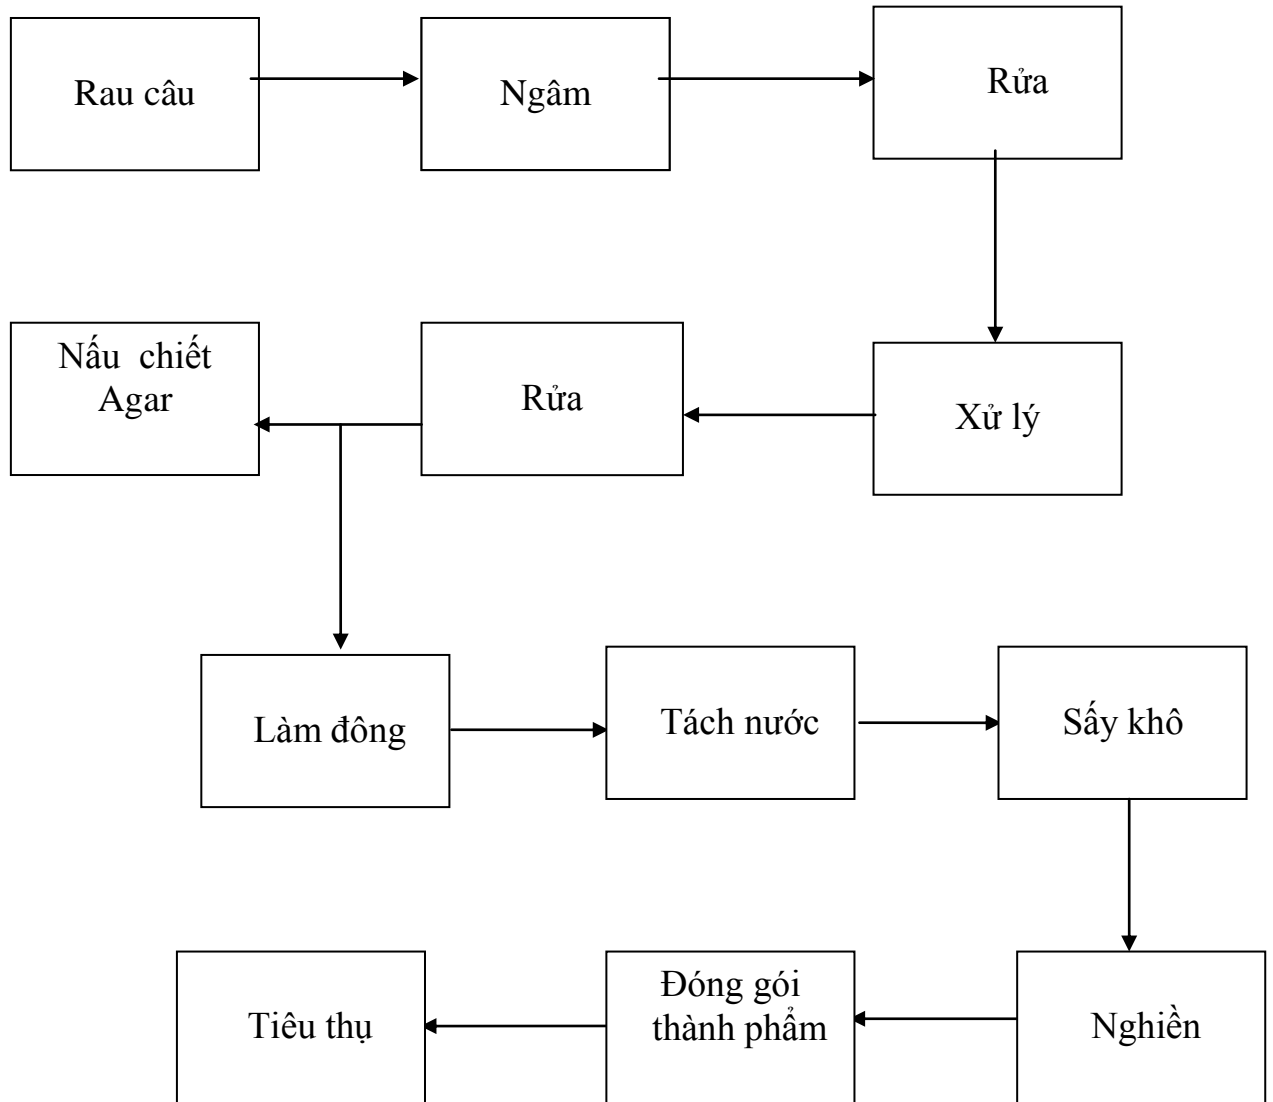 Rau câu
Ngâm
Rửa
Nấu chiết
Agar
Rửa
Xử lý
Làm đông
Tách nước
Sấy khô
Tiêu thụ
Đóng gói
thành phẩm
Nghiền